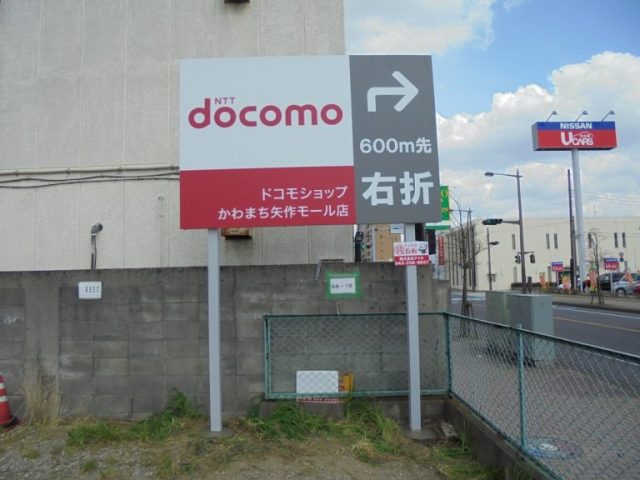 NTT
docomo
ドコモショップ
かわまち矢作モール店
600m先
右折
NISSAN
U CARS